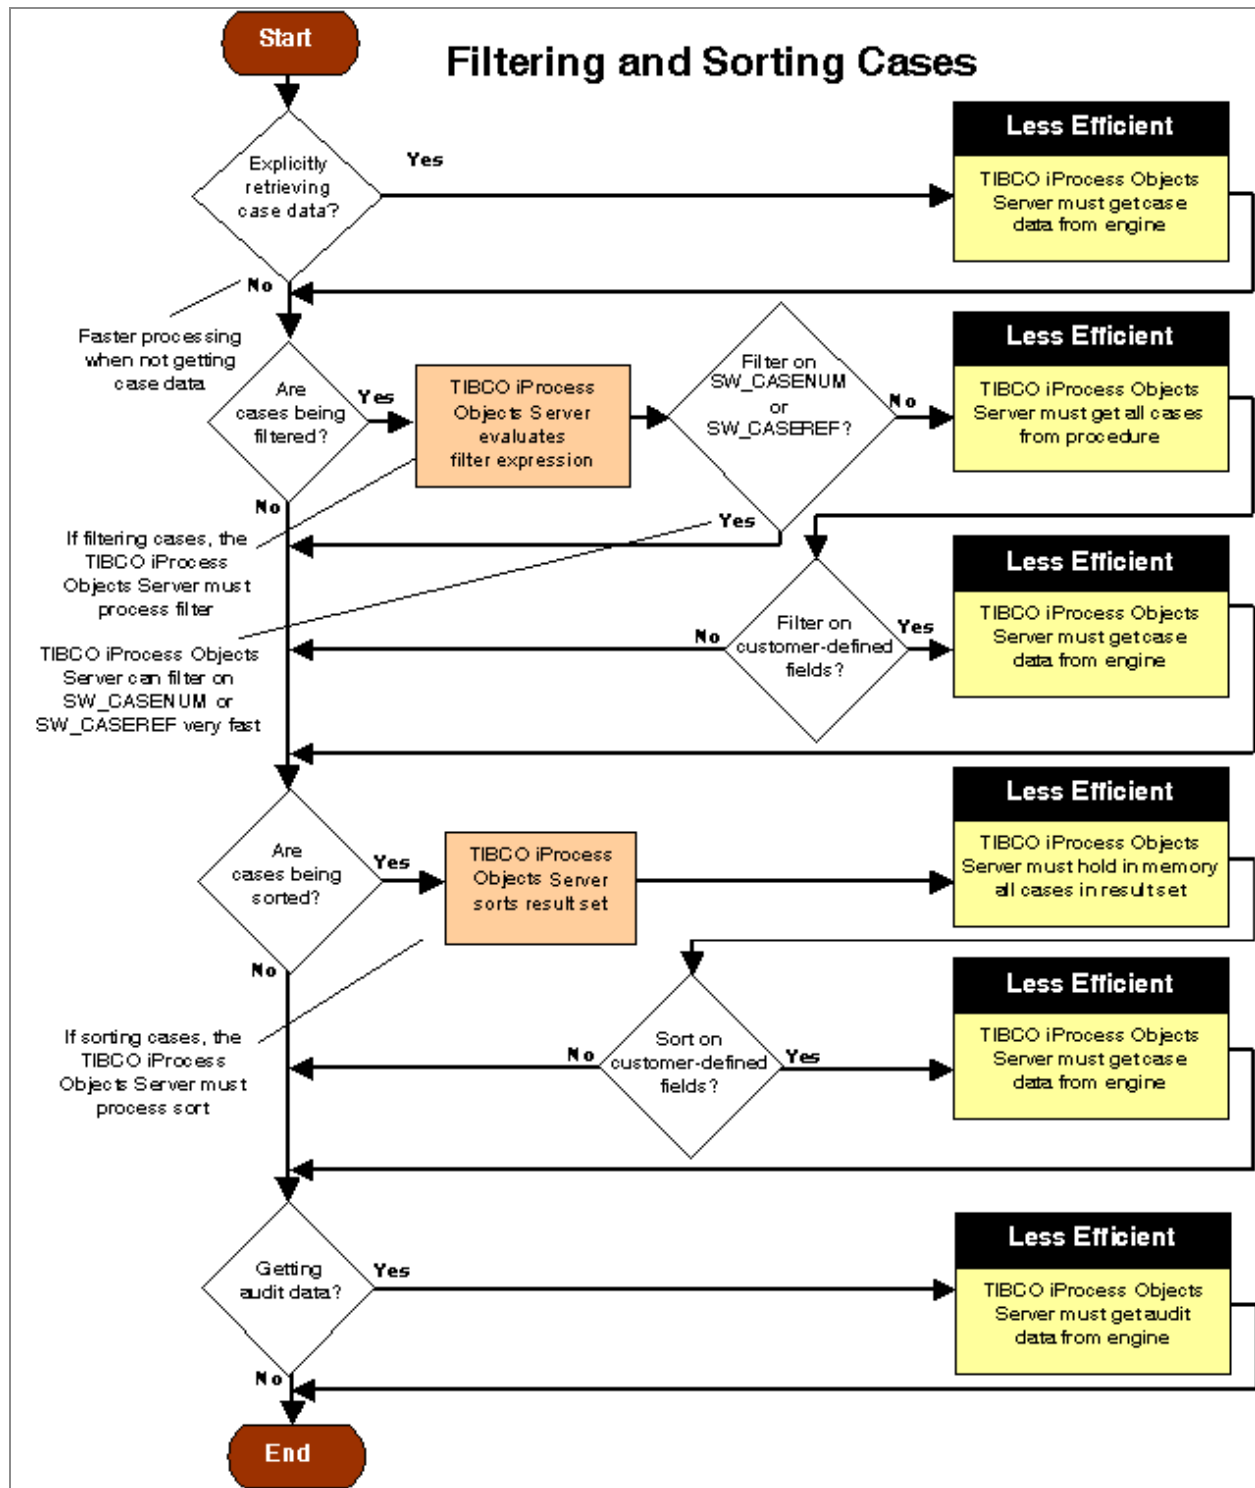 Start
Filtering and Sorting Cases
Explicitly
retrieving
case data?
Yes
Less Efficient
TIBCO iProcess Objects
Server must get case
data from engine
No
Faster processing
when not getting
case data
Are
cases being
filtered?
Yes
TIBCO iProcess
Objects Server
evaluates
filter expression
Filter on
SW_CASENUM
or
SW_CASEREF?
No
Less Efficient
TIBCO iProcess Objects
Server must get all cases
from procedure
No
Yes
If filtering cases, the
TIBCO iProcess
Objects Server must
process filter
Less Efficient
TIBCO iProcess Objects
Server must get case
data from engine
Filter on
customer-defined
fields?
No
Yes
TIBCO iProcess Objects
Server can filter on
SW_CASENUM or
SW_CASEREF very fast
Are
cases being
sorted?
Yes
TIBCO iProcess
Objects Server
sorts result set
Less Efficient
TIBCO iProcess Objects
Server must hold in memory
all cases in result set
No
If sorting cases, the
TIBCO iProcess
Objects Server must
process sort
No
Sort on
customer-defined
fields?
Yes
Less Efficient
TIBCO iProcess Objects
Server must get case
data from engine
Getting
audit data?
Yes
Less Efficient
TIBCO iProcess Objects
Server must get audit
data from engine
No
End